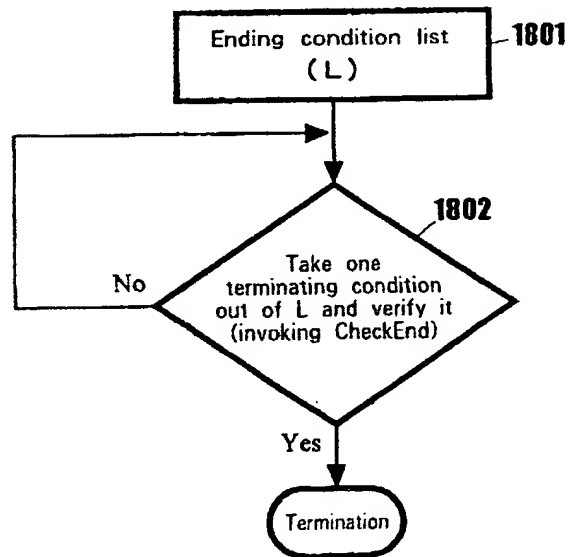 Ending condition list
(L)
1801
1802
Take one
terminating condition
out of L and verify it
(invoking CheckEnd)
No
Yes
Termination